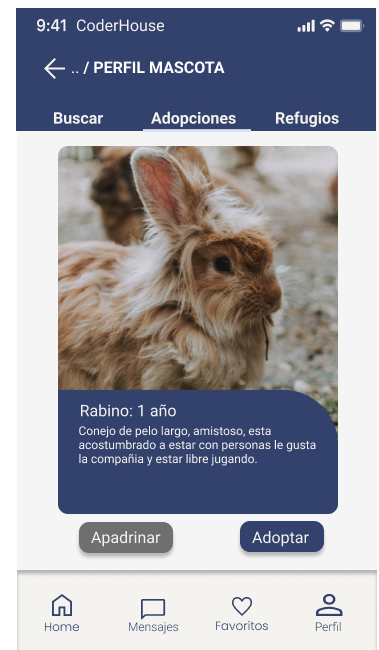 9:41 CoderHouse
.. / PERFIL MASCOTA
Buscar Adopciones Refugios
Rabino: 1 año
Conejo de pelo largo, amistoso, esta
acostumbrado a estar con personas le gusta
la compañia y estar libre jugando.
Apadrinar Adoptar
Home Mensajes Favoritos Perfil